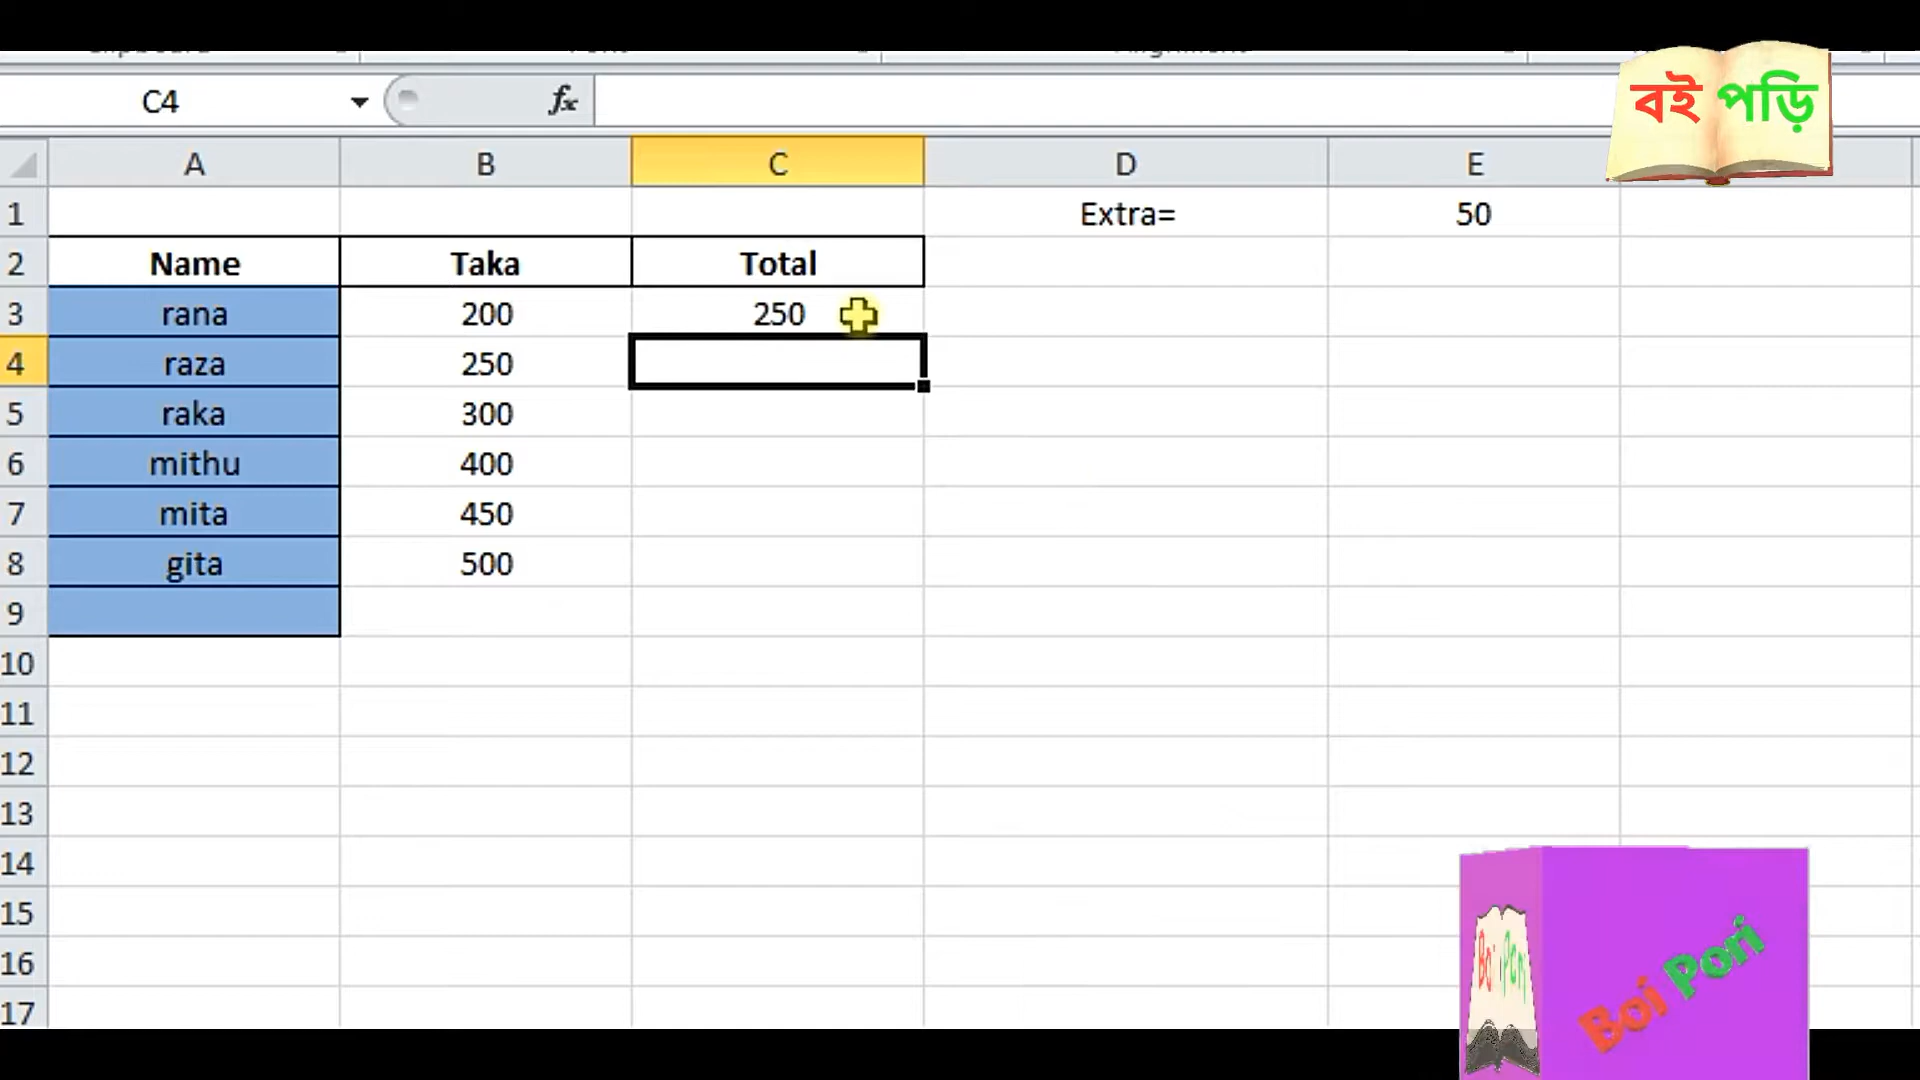 C4 fx
বই পড়ি
A B C D E
1 Extra= 50
2 Name Taka Total
3 rana 200 250
4 raza 250
5 raka 300
6 mithu 400
7 mita 450
8 gita 500
9
10
11
12
13
14
15
16
17
Boi Pori
Boi Pori